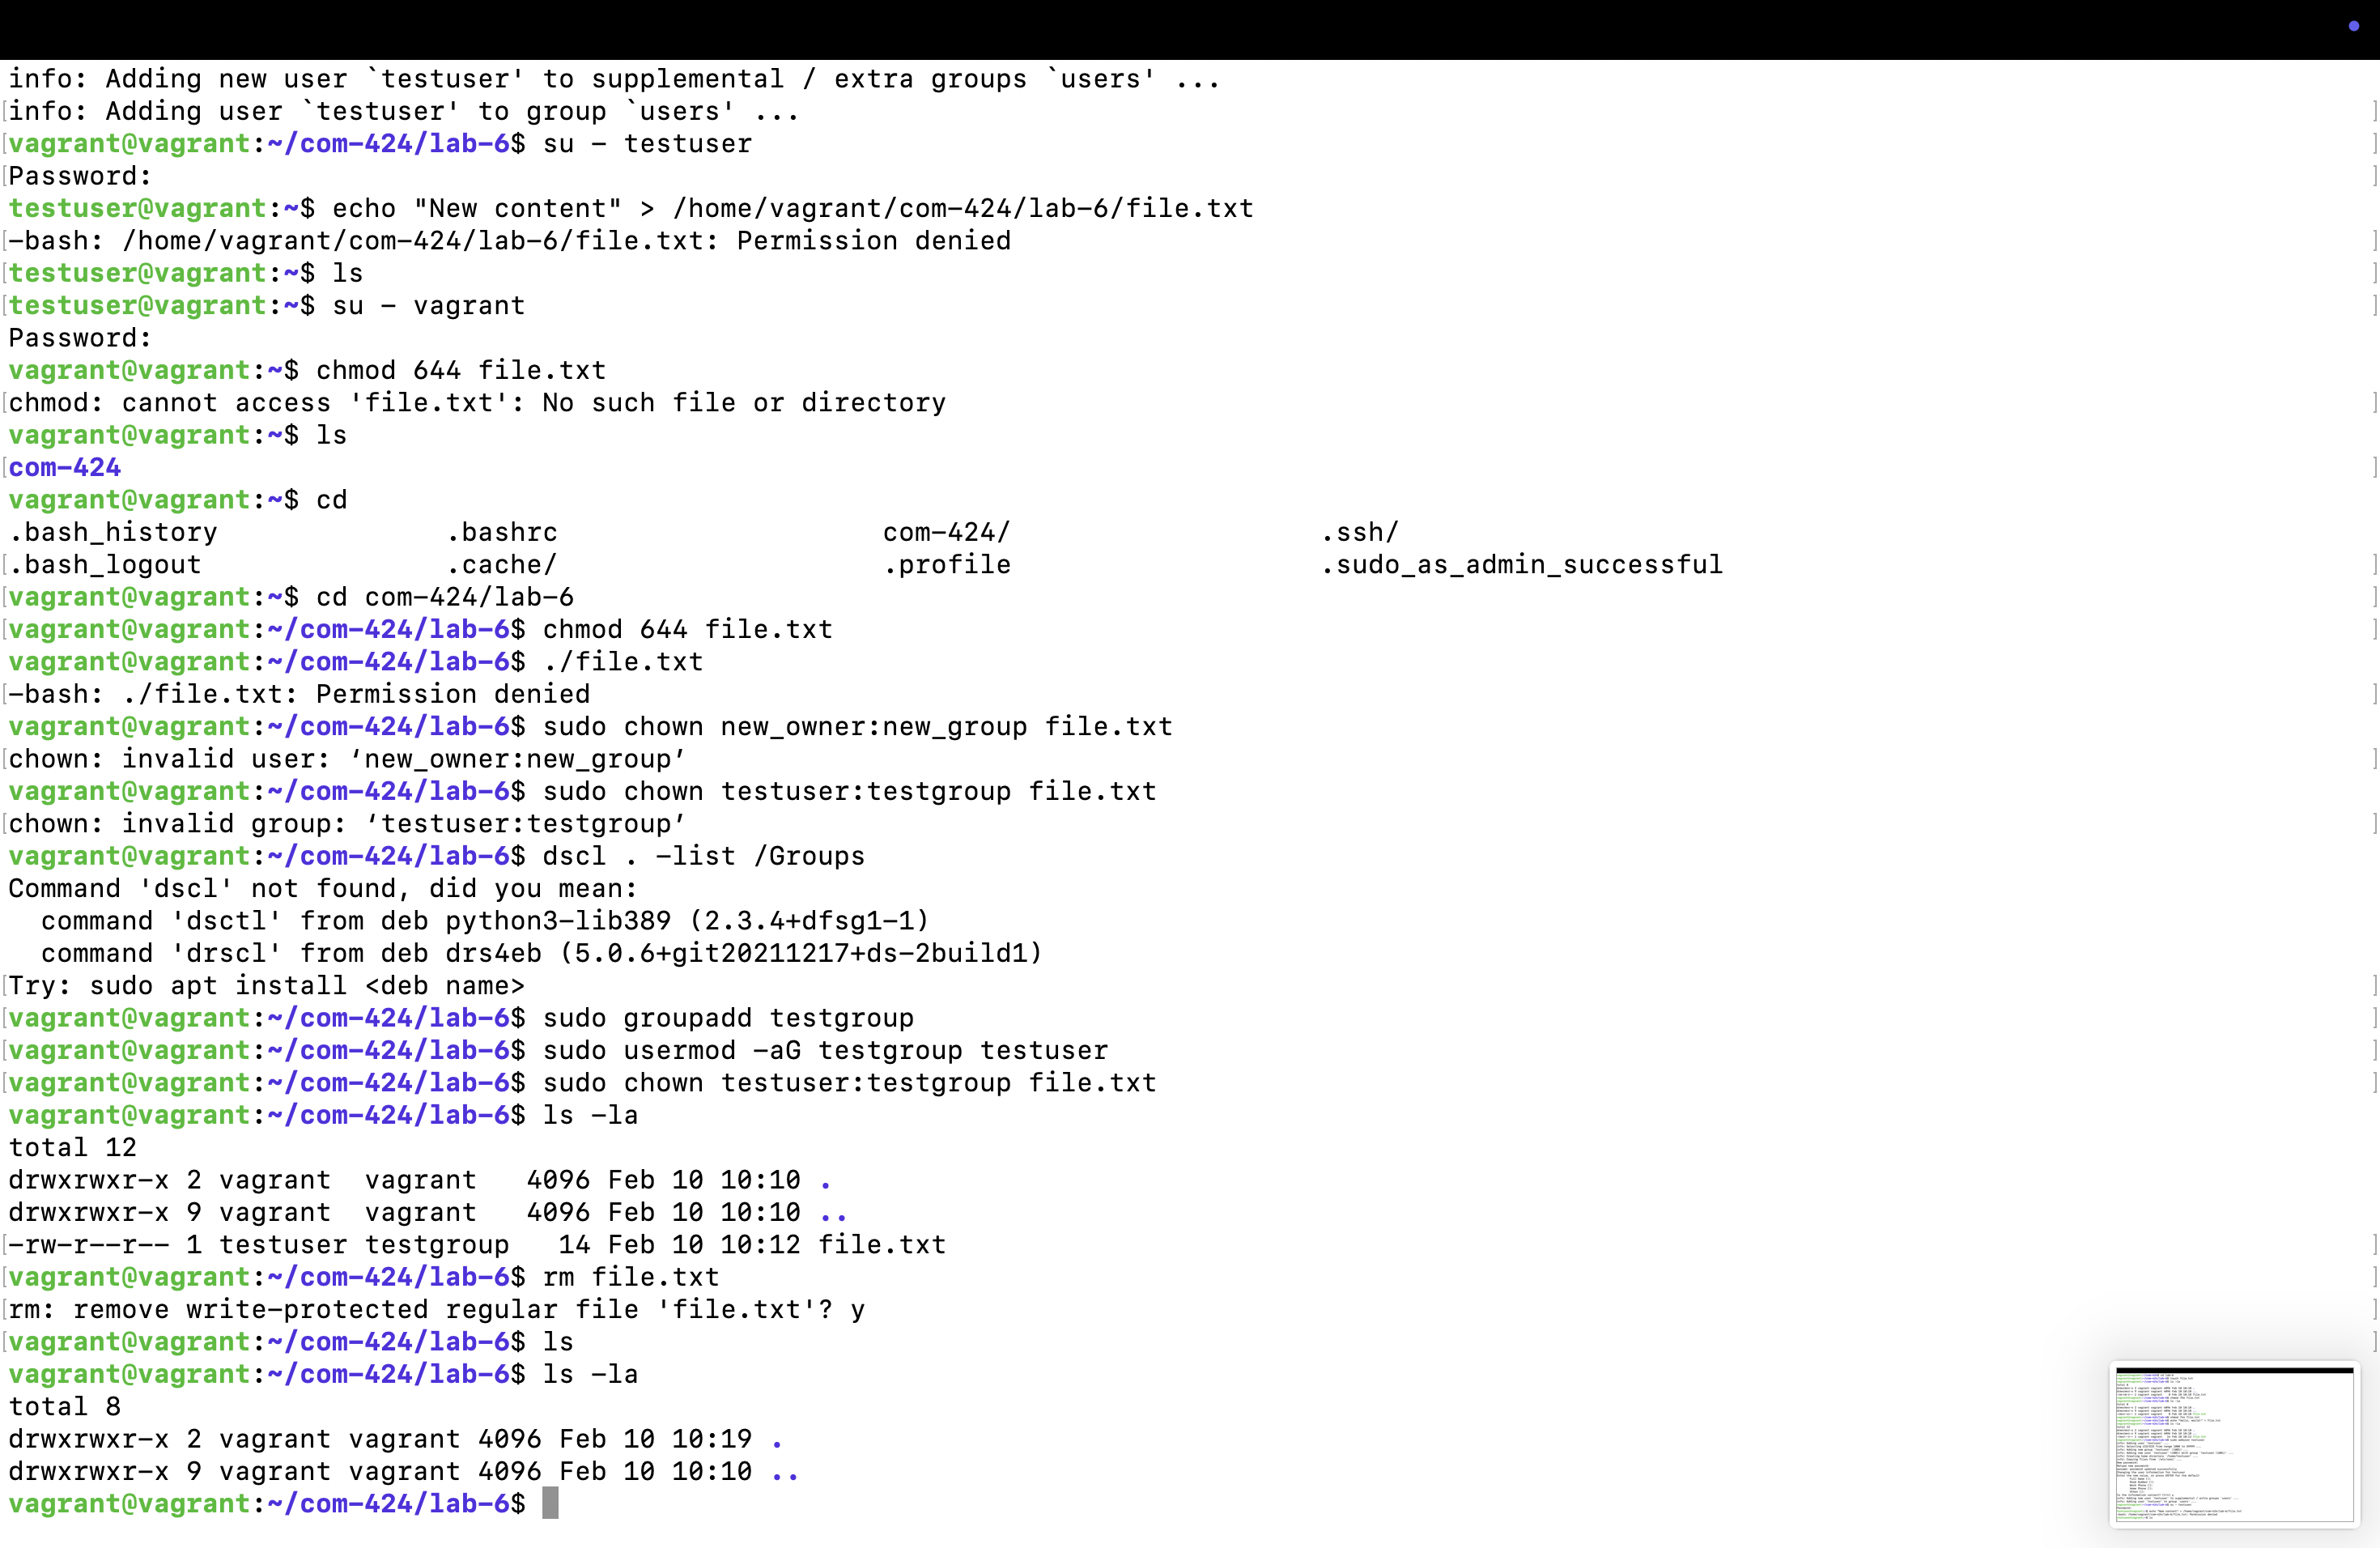 info: Adding new user `testuser' to supplemental / extra groups `users' ...
info: Adding user `testuser' to group `users' ...
vagrant@vagrant:~/com-424/lab-6$ su - testuser
Password:
testuser@vagrant:~$ echo "New content" > /home/vagrant/com-424/lab-6/file.txt
-bash: /home/vagrant/com-424/lab-6/file.txt: Permission denied
testuser@vagrant:~$ ls
testuser@vagrant:~$ su - vagrant
Password:
vagrant@vagrant:~$ chmod 644 file.txt
chmod: cannot access 'file.txt': No such file or directory
vagrant@vagrant:~$ ls
com-424
vagrant@vagrant:~$ cd
.bash_history .bashrc com-424/ .ssh/
.bash_logout .cache/ .profile .sudo_as_admin_successful
vagrant@vagrant:~$ cd com-424/lab-6
vagrant@vagrant:~/com-424/lab-6$ chmod 644 file.txt
vagrant@vagrant:~/com-424/lab-6$ ./file.txt
-bash: ./file.txt: Permission denied
vagrant@vagrant:~/com-424/lab-6$ sudo chown new_owner:new_group file.txt
chown: invalid user: ‘new_owner:new_group’
vagrant@vagrant:~/com-424/lab-6$ sudo chown testuser:testgroup file.txt
chown: invalid group: ‘testuser:testgroup’
vagrant@vagrant:~/com-424/lab-6$ dscl . -list /Groups
Command 'dscl' not found, did you mean:
  command 'dsctl' from deb python3-lib389 (2.3.4+dfsg1-1)
  command 'drscl' from deb drs4eb (5.0.6+git20211217+ds-2build1)
Try: sudo apt install <deb name>
vagrant@vagrant:~/com-424/lab-6$ sudo groupadd testgroup
vagrant@vagrant:~/com-424/lab-6$ sudo usermod -aG testgroup testuser
vagrant@vagrant:~/com-424/lab-6$ sudo chown testuser:testgroup file.txt
vagrant@vagrant:~/com-424/lab-6$ ls -la
total 12
drwxrwxr-x 2 vagrant  vagrant   4096 Feb 10 10:10 .
drwxrwxr-x 9 vagrant  vagrant   4096 Feb 10 10:10 ..
-rw-r--r-- 1 testuser testgroup   14 Feb 10 10:12 file.txt
vagrant@vagrant:~/com-424/lab-6$ rm file.txt
rm: remove write-protected regular file 'file.txt'? y
vagrant@vagrant:~/com-424/lab-6$ ls
vagrant@vagrant:~/com-424/lab-6$ ls -la
total 8
drwxrwxr-x 2 vagrant vagrant 4096 Feb 10 10:19 .
drwxrwxr-x 9 vagrant vagrant 4096 Feb 10 10:10 ..
vagrant@vagrant:~/com-424/lab-6$